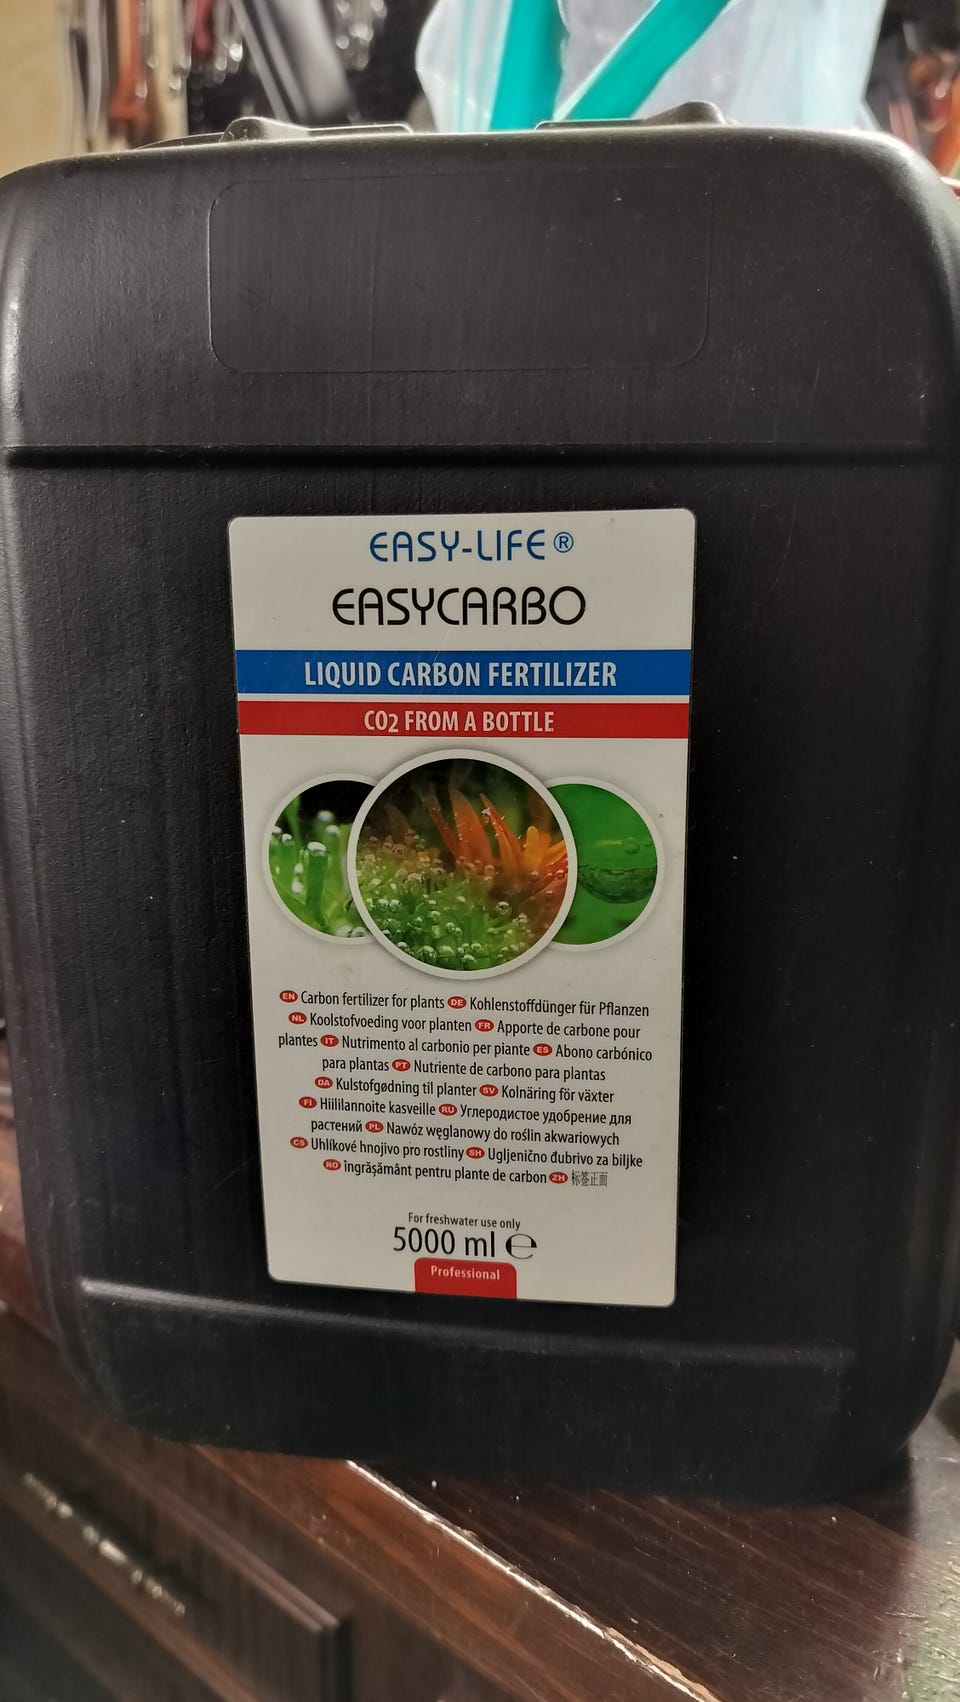 EASY-LIFE®
EASYCARBO
LIQUID CARBON FERTILIZER
CO2 FROM A BOTTLE
EN Carbon fertilizer for plants DE Kohlenstoffdünger für Pflanzen
NL Koolstofvoeding voor planten FR Apporte de carbone pour
plantes IT Nutrimento al carbonio per piante ES Abono carbónico
para plantas PT Nutriente de carbono para plantas
DA Kulstofgødning til planter SV Kolnäring för växter
FI Hiililannoite kasveille RU Углеродистое удобрение для
растений PL Nawóz węglanowy do roślin akwariowych
CS Uhlíkové hnojivo pro rostliny SH Ugljenično đubrivo za biljke
RO îngrășământ pentru plante de carbon ZH 标签正面
For freshwater use only
5000 ml ℮
Professional